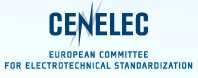 CENELEC
EUROPEAN COMMITTEE
FOR ELECTROTECHNICAL STANDARDIZATION